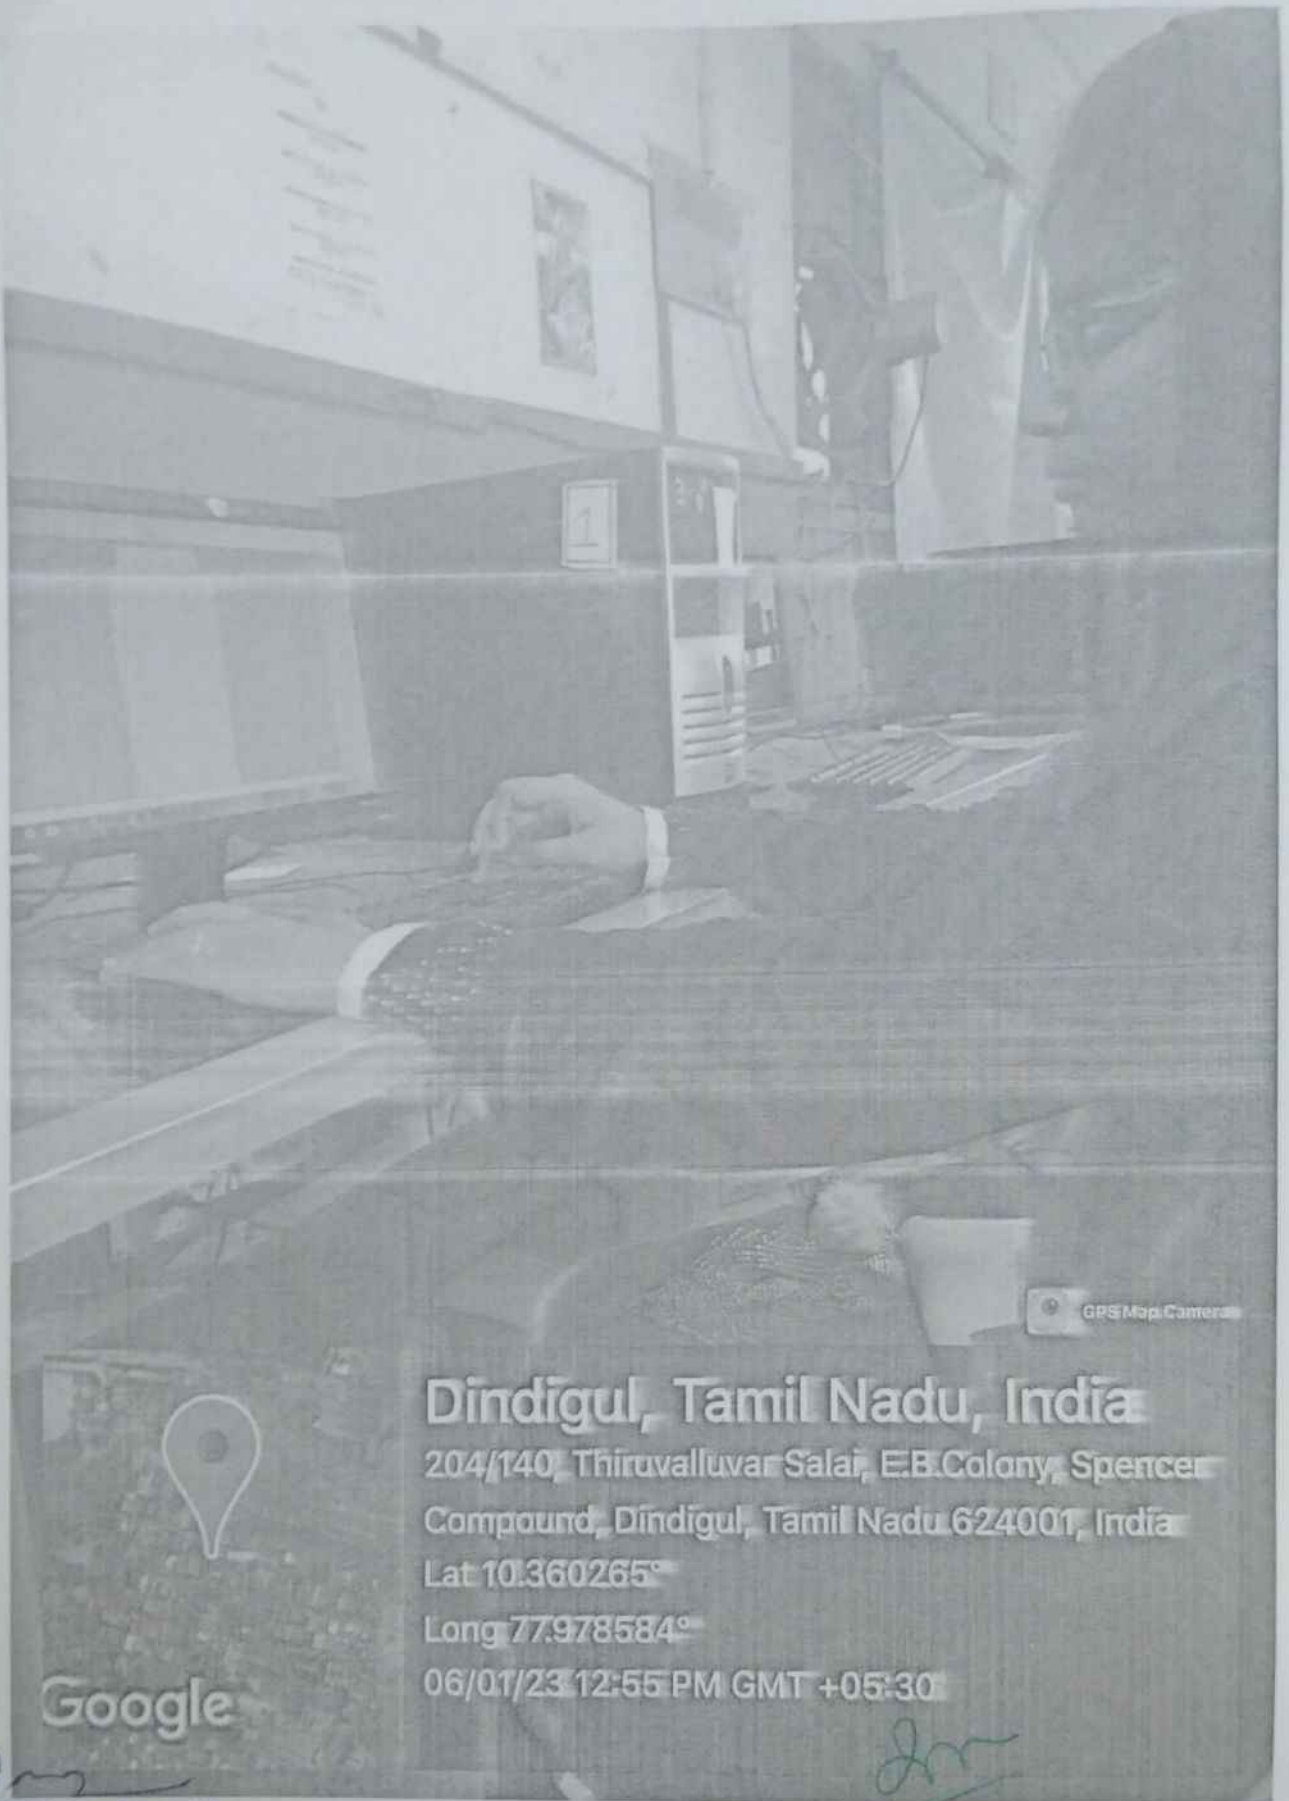 1
GPS Map Camera
Dindigul, Tamil Nadu, India
204/140, Thiruvalluvar Salai, E.B.Colony, Spencer
Compound, Dindigul, Tamil Nadu 624001, India
Lat 10.360265°
Long 77.978584°
06/01/23 12:55 PM GMT +05:30
Google